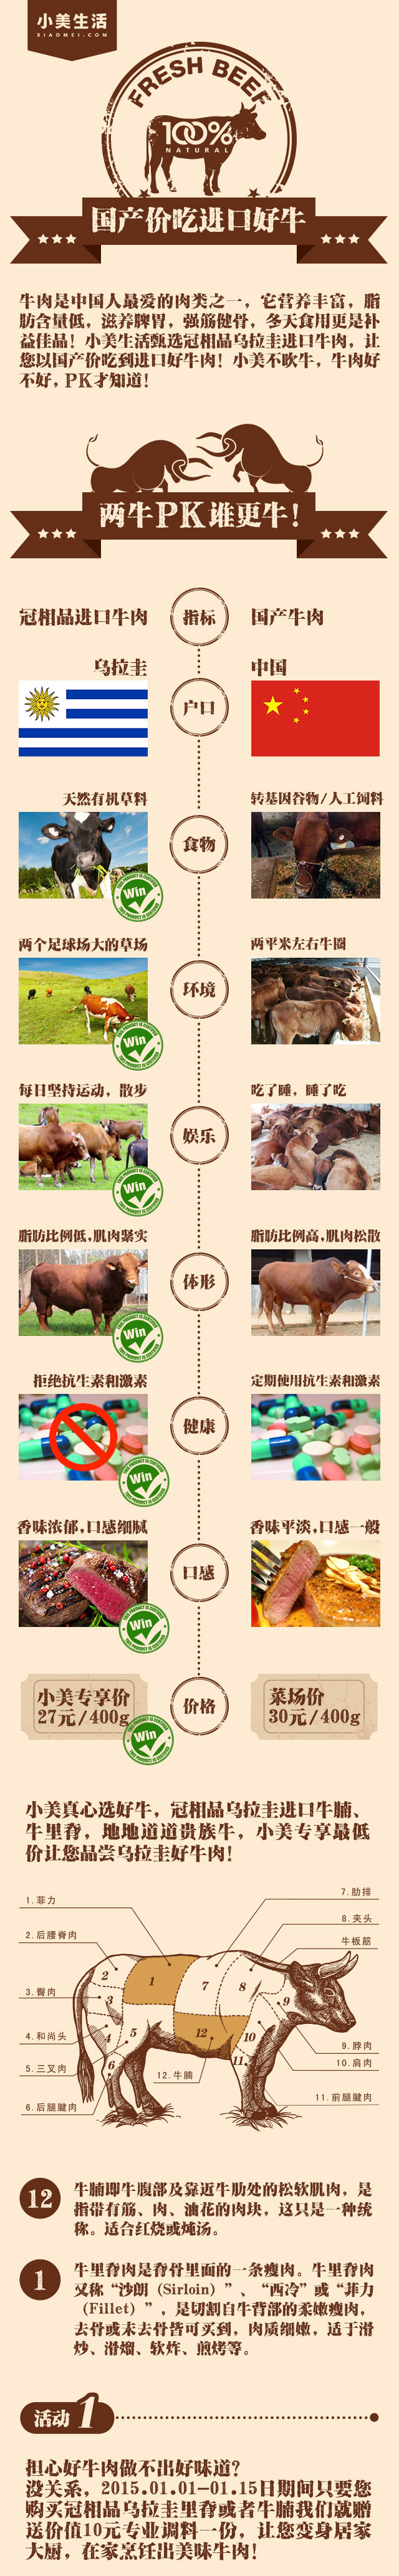 小美生活
XIAOMEI.COM
FRESH BEEF
100%
NATURAL
国产价吃进口好牛
牛肉是中国人最爱的肉类之一，它营养丰富，脂
肪含量低，滋养脾胃，强筋健骨，冬天食用更是补
益佳品！小美生活甄选冠相品乌拉圭进口牛肉，让
您以国产价吃到进口好牛肉！小美不吹牛，牛肉好
不好，PK才知道！
两牛PK谁更牛！
冠相品进口牛肉
指标
国产牛肉
乌拉圭
户口
中国
天然有机草料
食物
转基因谷物/人工饲料
Win
两个足球场大的草场
环境
两平米左右牛圈
Win
每日坚持运动，散步
娱乐
吃了睡，睡了吃
Win
脂肪比例低，肌肉紧实
体形
脂肪比例高，肌肉松散
Win
拒绝抗生素和激素
健康
定期使用抗生素和激素
Win
香味浓郁，口感细腻
口感
香味平淡，口感一般
Win
小美专享价
27元/400g
价格
菜场价
30元/400g
Win
小美真心选好牛，冠相品乌拉圭进口牛腩、
牛里脊，地地道道贵族牛，小美专享最低
价让您品尝乌拉圭好牛肉！
1.菲力
2.后腰脊肉
3.臀肉
4.和尚头
5.三叉肉
6.后腿腱肉
7.肋排
8.夹头
牛板筋
9.脖肉
10.肩肉
11.前腿腱肉
12.牛腩
1
2
3
4
5
6
7
8
9
10
11
12
12
牛腩即牛腹部及靠近牛肋处的松软肌肉，是
指带有筋、肉、油花的肉块，这只是一种统
称。适合红烧或炖汤。
1
牛里脊肉是脊骨里面的一条瘦肉。牛里脊肉
又称“沙朗（Sirloin）”、“西冷”或“菲力
（Fillet）”，是切割自牛背部的柔嫩瘦肉，
去骨或未去骨皆可买到，肉质细嫩，适于滑
炒、滑熘、软炸、煎烤等。
活动1
担心好牛肉做不出好味道？
没关系，2015.01.01-01.15日期间只要您
购买冠相品乌拉圭里脊或者牛腩我们就赠
送价值10元专业调料一份，让您变身居家
大厨，在家烹饪出美味牛肉！